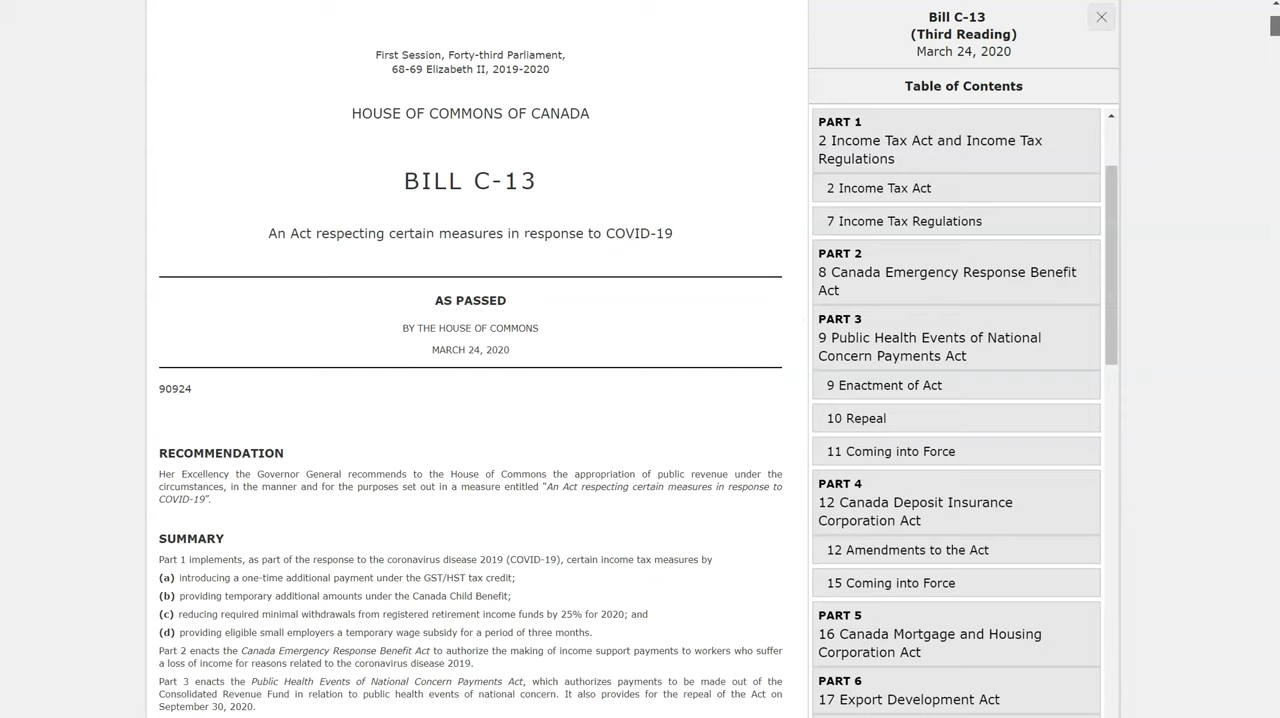 First Session, Forty-third Parliament,
68-69 Elizabeth II, 2019-2020
HOUSE OF COMMONS OF CANADA
BILL C-13
An Act respecting certain measures in response to COVID-19
AS PASSED
BY THE HOUSE OF COMMONS
MARCH 24, 2020
90924
RECOMMENDATION
Her Excellency the Governor General recommends to the House of Commons the appropriation of public revenue under the
circumstances, in the manner and for the purposes set out in a measure entitled “An Act respecting certain measures in response to
COVID-19”.
SUMMARY
Part 1 implements, as part of the response to the coronavirus disease 2019 (COVID-19), certain income tax measures by
(a) introducing a one-time additional payment under the GST/HST tax credit;
(b) providing temporary additional amounts under the Canada Child Benefit;
(c) reducing required minimal withdrawals from registered retirement income funds by 25% for 2020; and
(d) providing eligible small employers a temporary wage subsidy for a period of three months.
Part 2 enacts the Canada Emergency Response Benefit Act to authorize the making of income support payments to workers who suffer
a loss of income for reasons related to the coronavirus disease 2019.
Part 3 enacts the Public Health Events of National Concern Payments Act, which authorizes payments to be made out of the
Consolidated Revenue Fund in relation to public health events of national concern. It also provides for the repeal of the Act on
September 30, 2020.
Bill C-13
(Third Reading)
March 24, 2020
Table of Contents
PART 1
2 Income Tax Act and Income Tax
Regulations
2 Income Tax Act
7 Income Tax Regulations
PART 2
8 Canada Emergency Response Benefit
Act
PART 3
9 Public Health Events of National
Concern Payments Act
9 Enactment of Act
10 Repeal
11 Coming into Force
PART 4
12 Canada Deposit Insurance
Corporation Act
12 Amendments to the Act
15 Coming into Force
PART 5
16 Canada Mortgage and Housing
Corporation Act
PART 6
17 Export Development Act